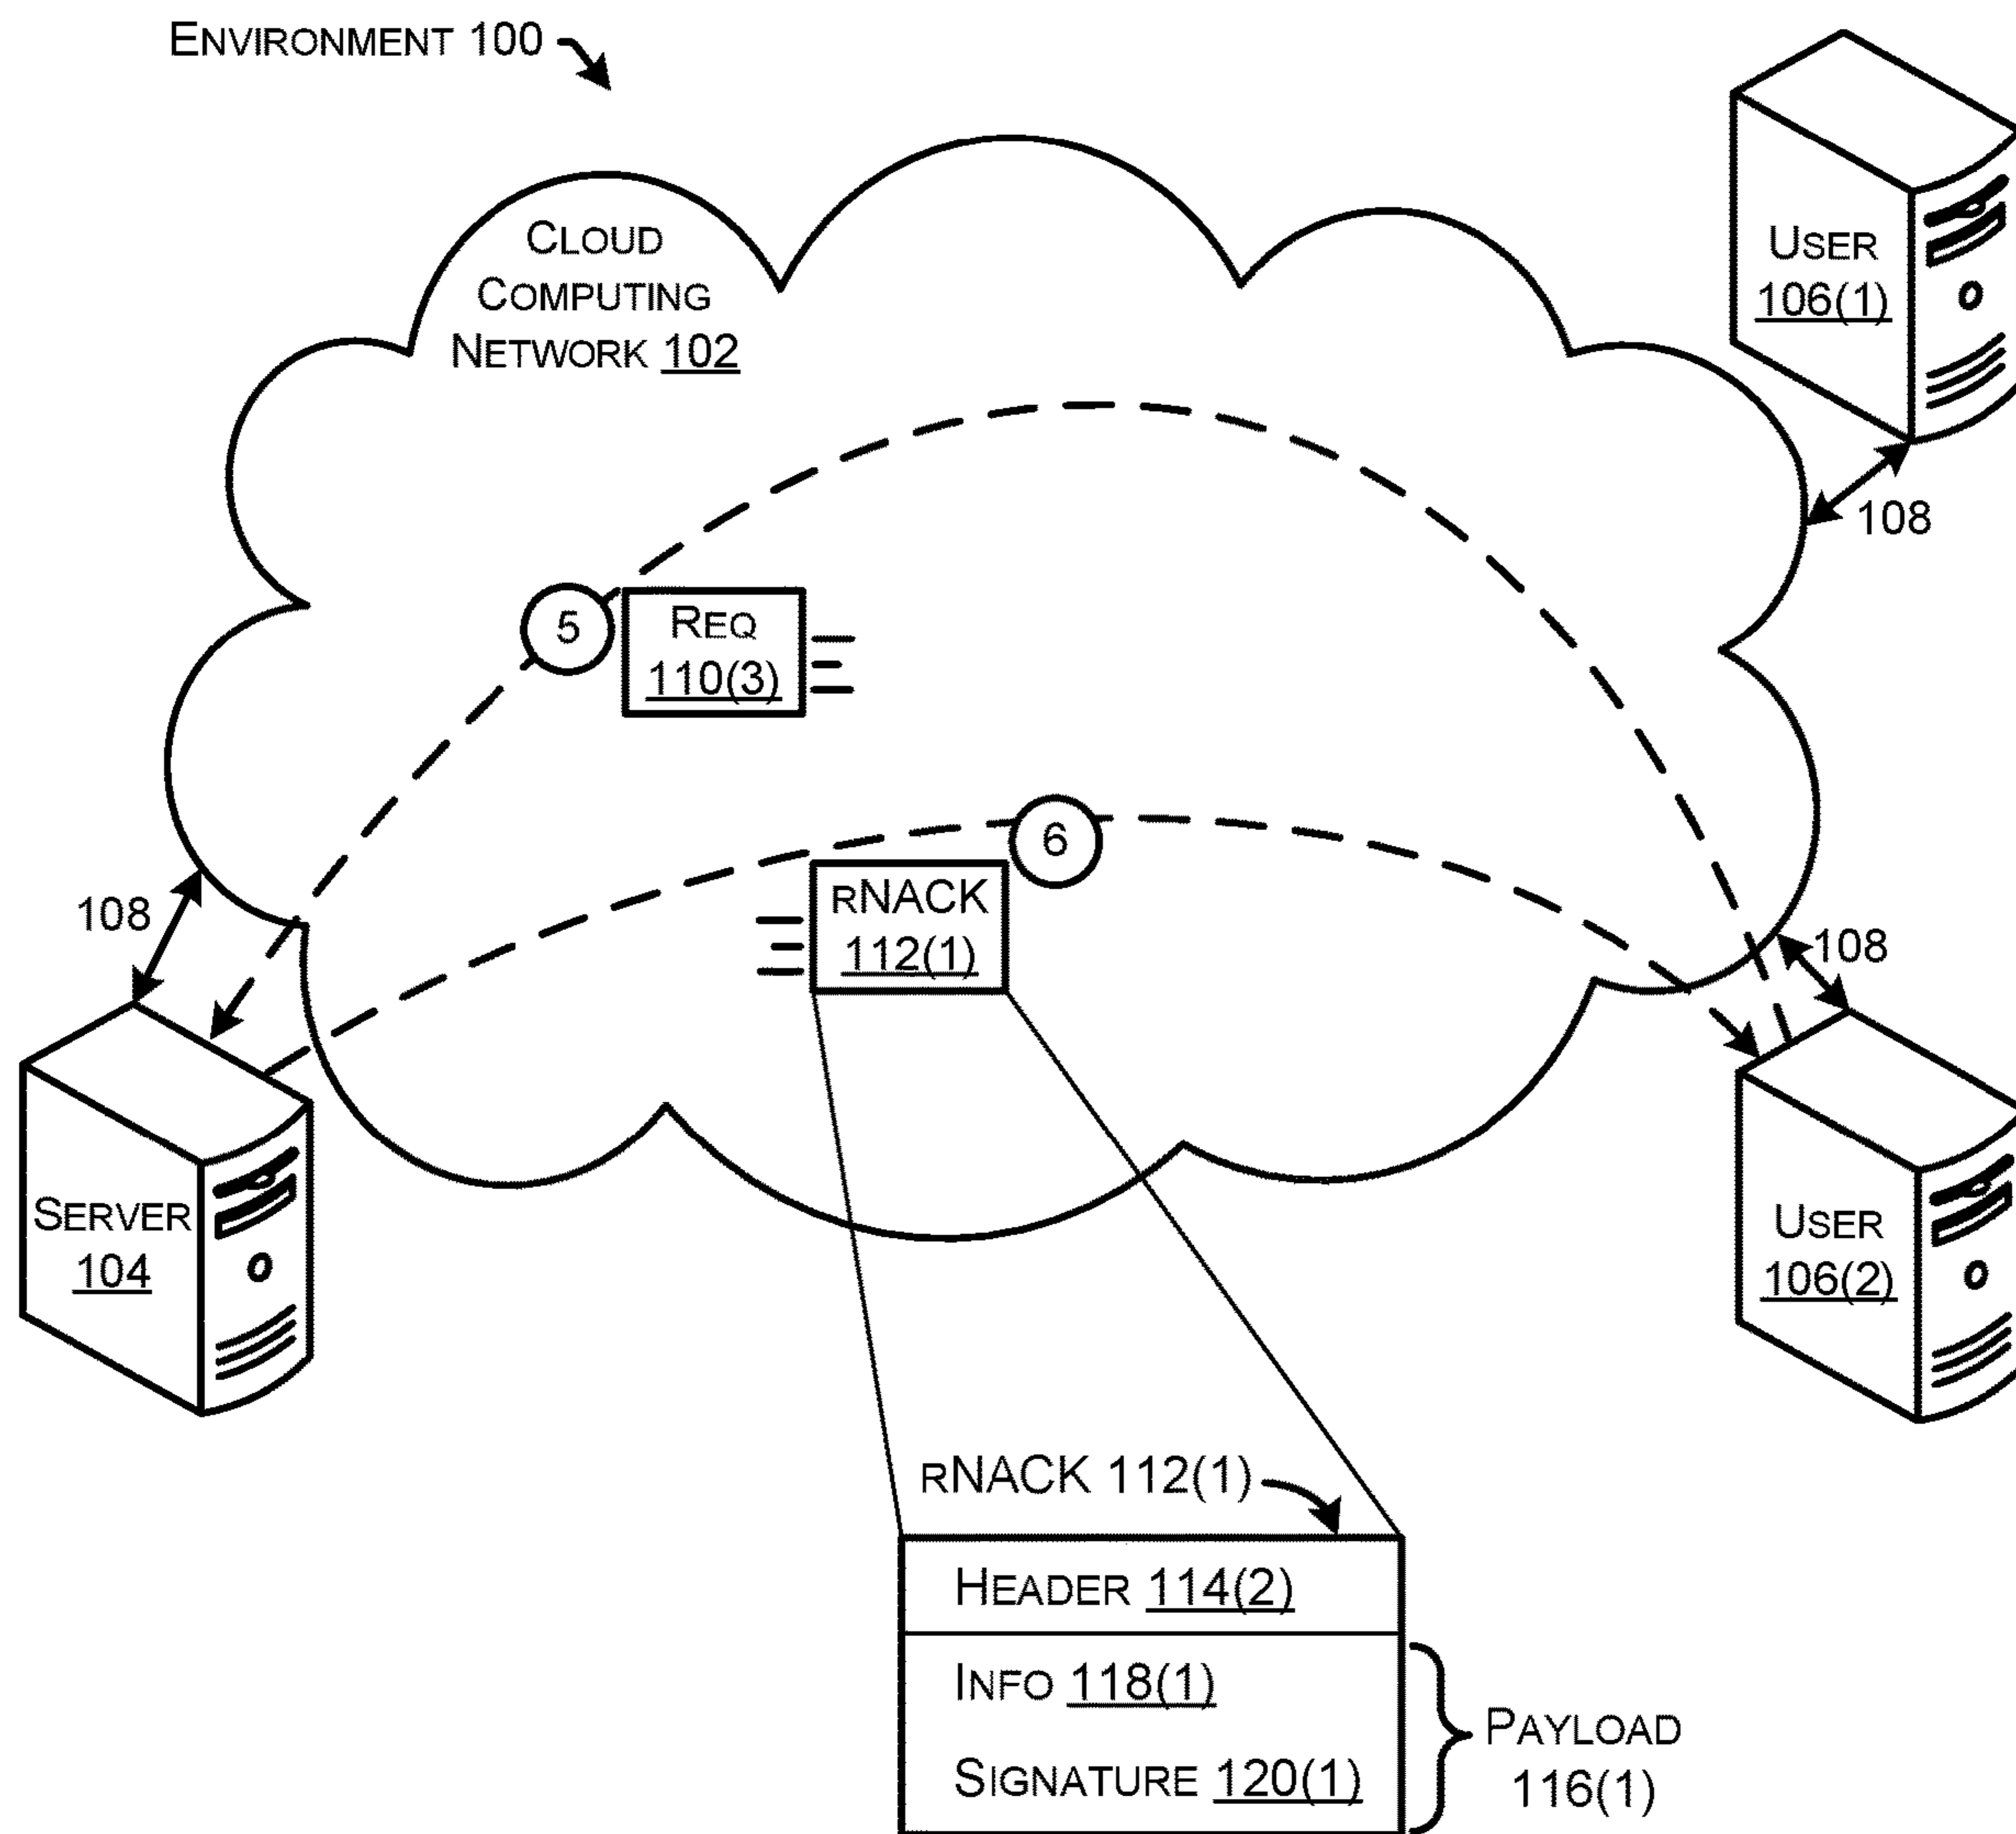 ENVIRONMENT 100
CLOUD
COMPUTING
NETWORK 102
USER
106(1)
108
5
REQ
110(3)
6
RNACK
112(1)
108
108
SERVER
104
USER
106(2)
RNACK 112(1)
HEADER 114(2)
INFO 118(1)
SIGNATURE 120(1)
PAYLOAD
116(1)